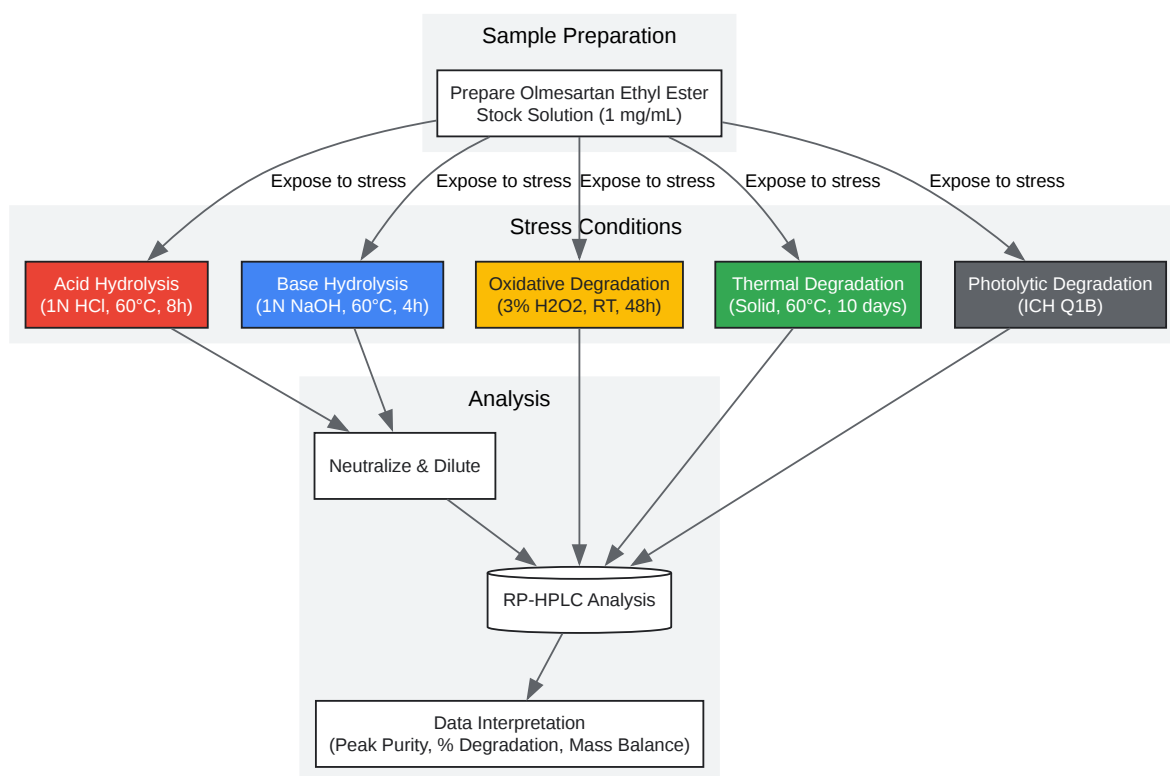 Sample Preparation
Prepare Olmesartan Ethyl Ester
Stock Solution (1 mg/mL)
Expose to stress
Expose to stress
Expose to stress
Expose to stress
Expose to stress
Stress Conditions
Acid Hydrolysis
(1N HCl, 60°C, 8h)
Base Hydrolysis
(1N NaOH, 60°C, 4h)
Oxidative Degradation
(3% H2O2, RT, 48h)
Thermal Degradation
(Solid, 60°C, 10 days)
Photolytic Degradation
(ICH Q1B)
Analysis
Neutralize & Dilute
RP-HPLC Analysis
Data Interpretation
(Peak Purity, % Degradation, Mass Balance)